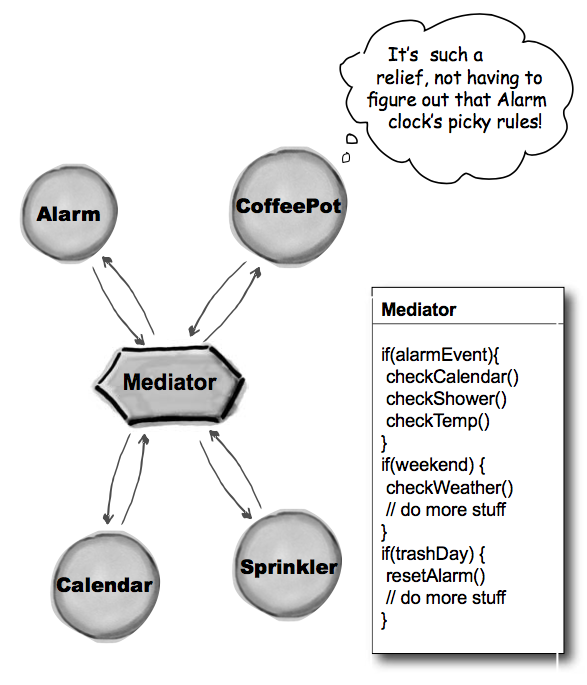 It's such a
relief, not having to
figure out that Alarm
clock's picky rules!
Alarm
CoffeePot
Mediator
Calendar
Sprinkler
Mediator
if(alarmEvent){
checkCalendar()
checkShower()
checkTemp()
}
if(weekend) {
checkWeather()
// do more stuff
}
if(trashDay) {
resetAlarm()
// do more stuff
}